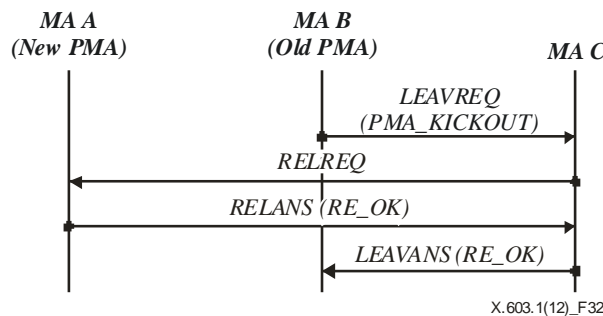 MA A
(New PMA)
MA B
(Old PMA)
MA C
LEAVREQ
(PMA_KICKOUT)
RELREQ
RELANS (RE_OK)
LEAVANS (RE_OK)
X.603.1(12)_F32